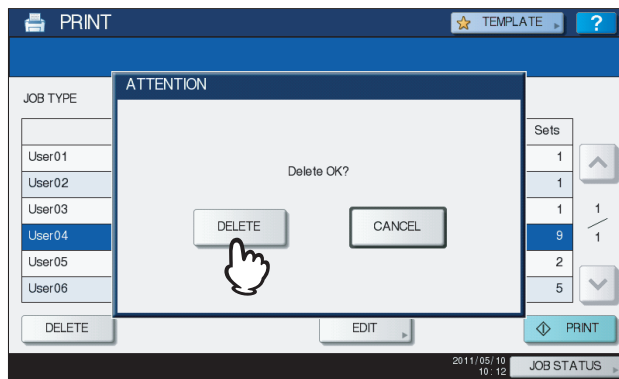 PRINT
TEMPLATE
?
ATTENTION
JOB TYPE
Sets
User01 1
Delete OK?
User02 1
User03 1
1
DELETE CANCEL
User04 9
1
User05 2
User06 5
DELETE EDIT PRINT
2011/05/10
10:12
JOB STATUS